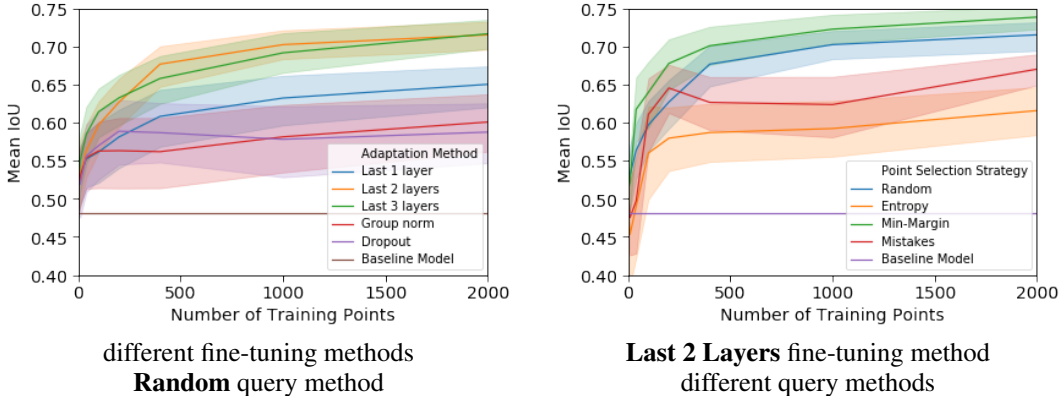 0.75
0.70
0.65
0.60
0.55
0.50
0.45
0.40
Mean IoU
Adaptation Method
Last 1 layer
Last 2 layers
Last 3 layers
Group norm
Dropout
Baseline Model
0
500
1000
1500
2000
Number of Training Points
different fine-tuning methods
Random query method
0.75
0.70
0.65
0.60
0.55
0.50
0.45
0.40
Mean IoU
Point Selection Strategy
Random
Entropy
Min-Margin
Mistakes
Baseline Model
0
500
1000
1500
2000
Number of Training Points
Last 2 Layers fine-tuning method
different query methods